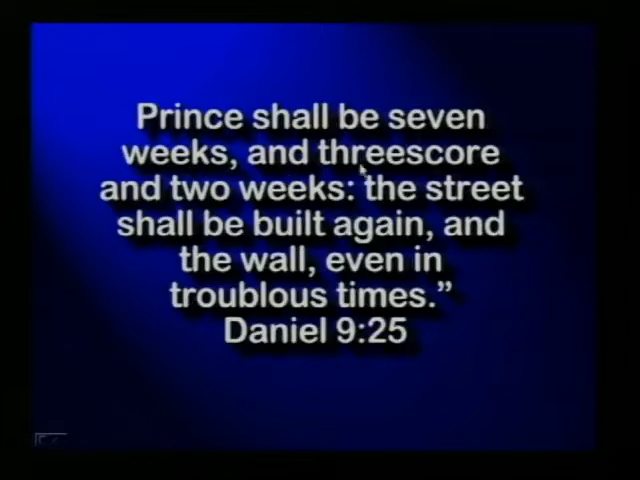 Prince shall be seven
weeks, and threescore
and two weeks: the street
shall be built again, and
the wall, even in
troublous times.”
Daniel 9:25